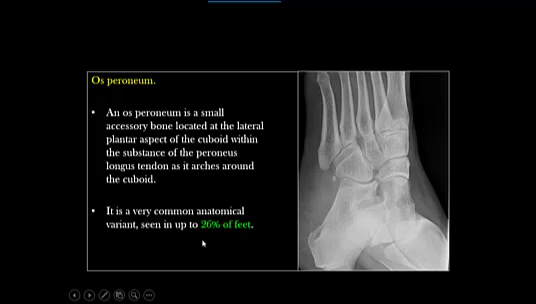 Os peroneum.
• An os peroneum is a small
accessory bone located at the lateral
plantar aspect of the cuboid within
the substance of the peroneus
longus tendon as it arches around
the cuboid.
• It is a very common anatomical
variant, seen in up to 26% of feet.